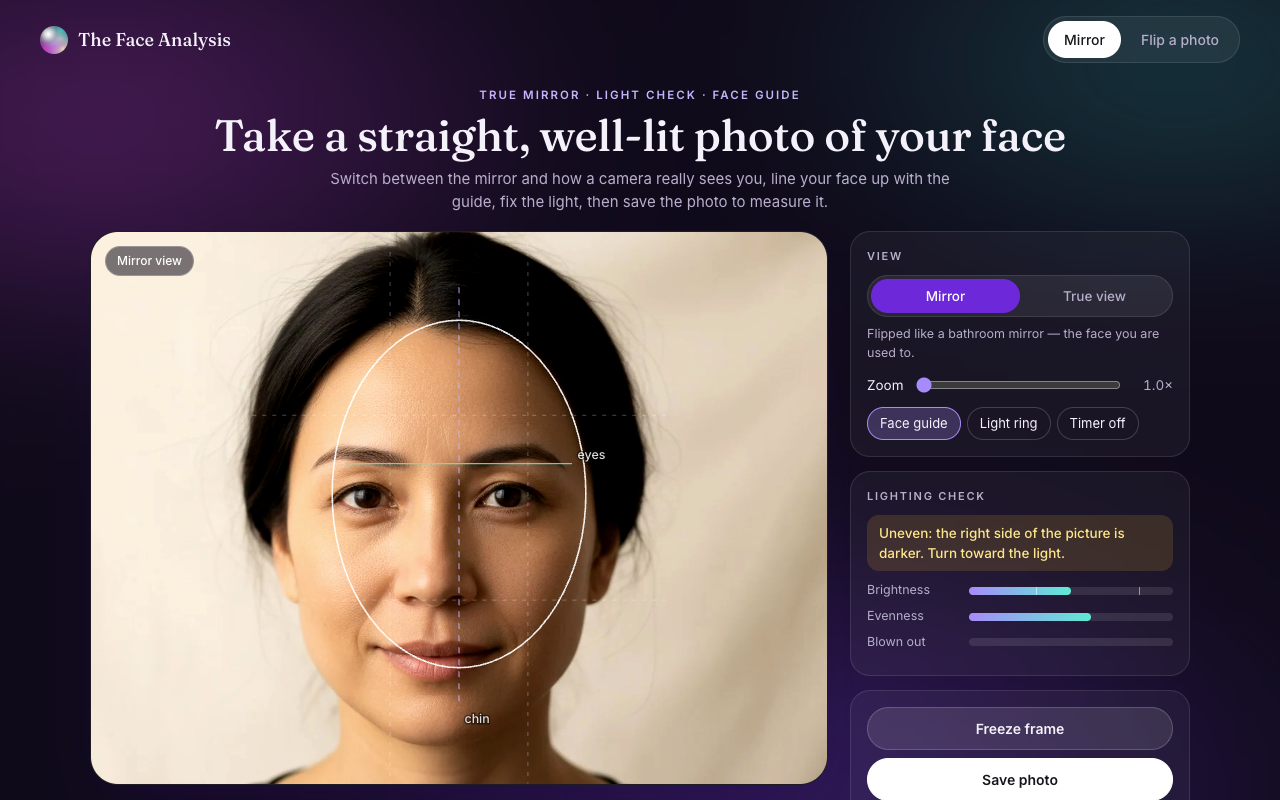 The Face Analysis
Mirror
Flip a photo
TRUE MIRROR · LIGHT CHECK · FACE GUIDE
Take a straight, well-lit photo of your face
Switch between the mirror and how a camera really sees you, line your face up with the
guide, fix the light, then save the photo to measure it.
Mirror view
eyes
chin
VIEW
Mirror
True view
Flipped like a bathroom mirror — the face you are
used to.
Zoom
1.0×
Face guide
Light ring
Timer off
LIGHTING CHECK
Uneven: the right side of the picture is
darker. Turn toward the light.
Brightness
Evenness
Blown out
Freeze frame
Save photo